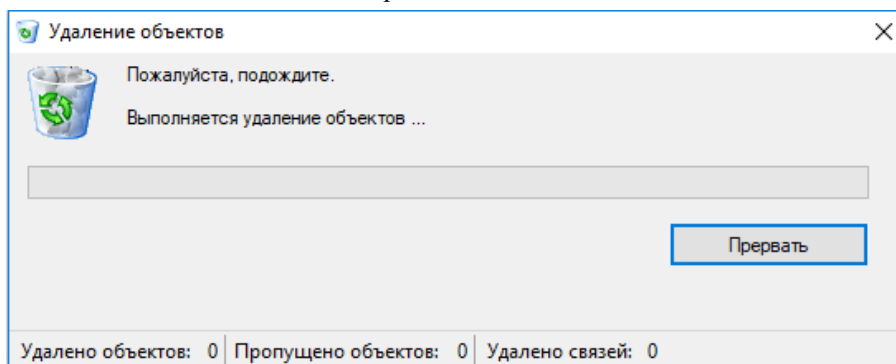 Удаление объектов
Пожалуйста, подождите.
Выполняется удаление объектов ...
Прервать
Удалено объектов: 0 Пропущено объектов: 0 Удалено связей: 0